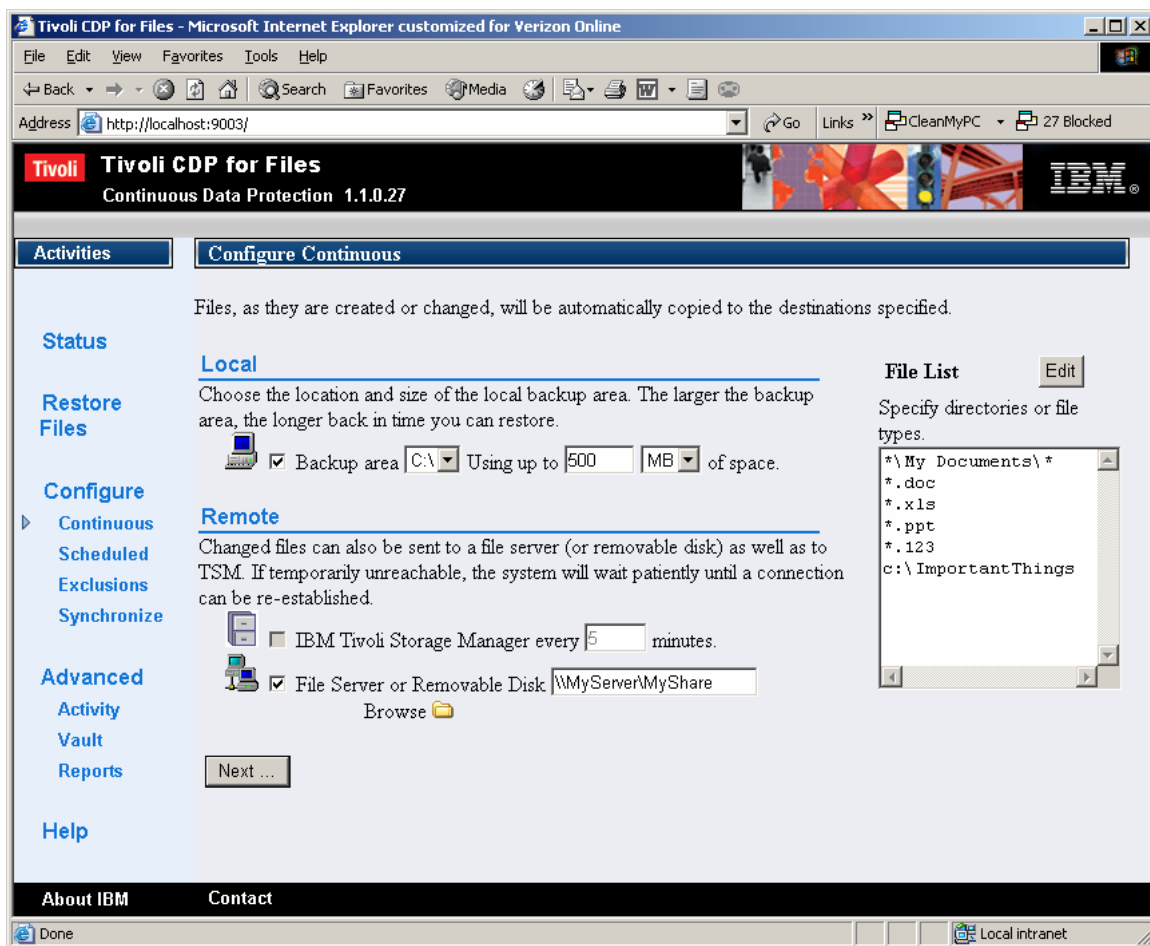 Tivoli CDP for Files - Microsoft Internet Explorer customized for Verizon Online
File Edit View Favorites Tools Help
Back Search Favorites Media
Address http://localhost:9003/ Go Links » CleanMyPC 27 Blocked
Tivoli Tivoli CDP for Files
Continuous Data Protection 1.1.0.27
IBM®
Activities
Configure Continuous
Files, as they are created or changed, will be automatically copied to the destinations specified.
Status
Restore
Files
Configure
Continuous
Scheduled
Exclusions
Synchronize
Advanced
Activity
Vault
Reports
Help
Local
Choose the location and size of the local backup area. The larger the backup
area, the longer back in time you can restore.
Backup area C:\ Using up to 500 MB of space.
Remote
Changed files can also be sent to a file server (or removable disk) as well as to
TSM. If temporarily unreachable, the system will wait patiently until a connection
can be re-established.
IBM Tivoli Storage Manager every 5 minutes.
File Server or Removable Disk \\MyServer\MyShare
Browse
Next ...
File List Edit
Specify directories or file
types.
*\My Documents\*
*.doc
*.xls
*.ppt
*.123
c:\ImportantThings
About IBM Contact
Done Local intranet